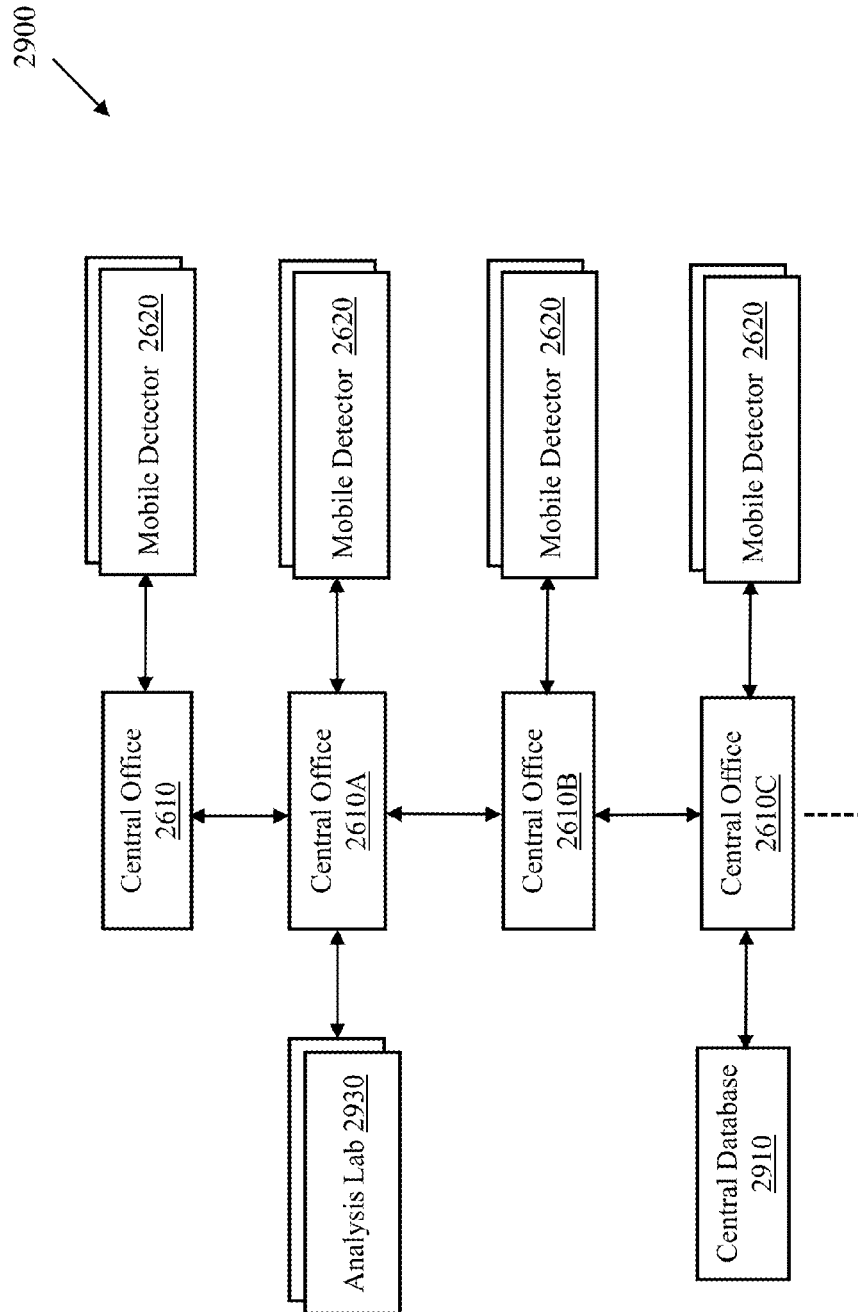 2900
Central Office
2610
Mobile Detector 2620
Analysis Lab 2930
Central Office
2610A
Mobile Detector 2620
Central Office
2610B
Mobile Detector 2620
Central Database
2910
Central Office
2610C
Mobile Detector 2620